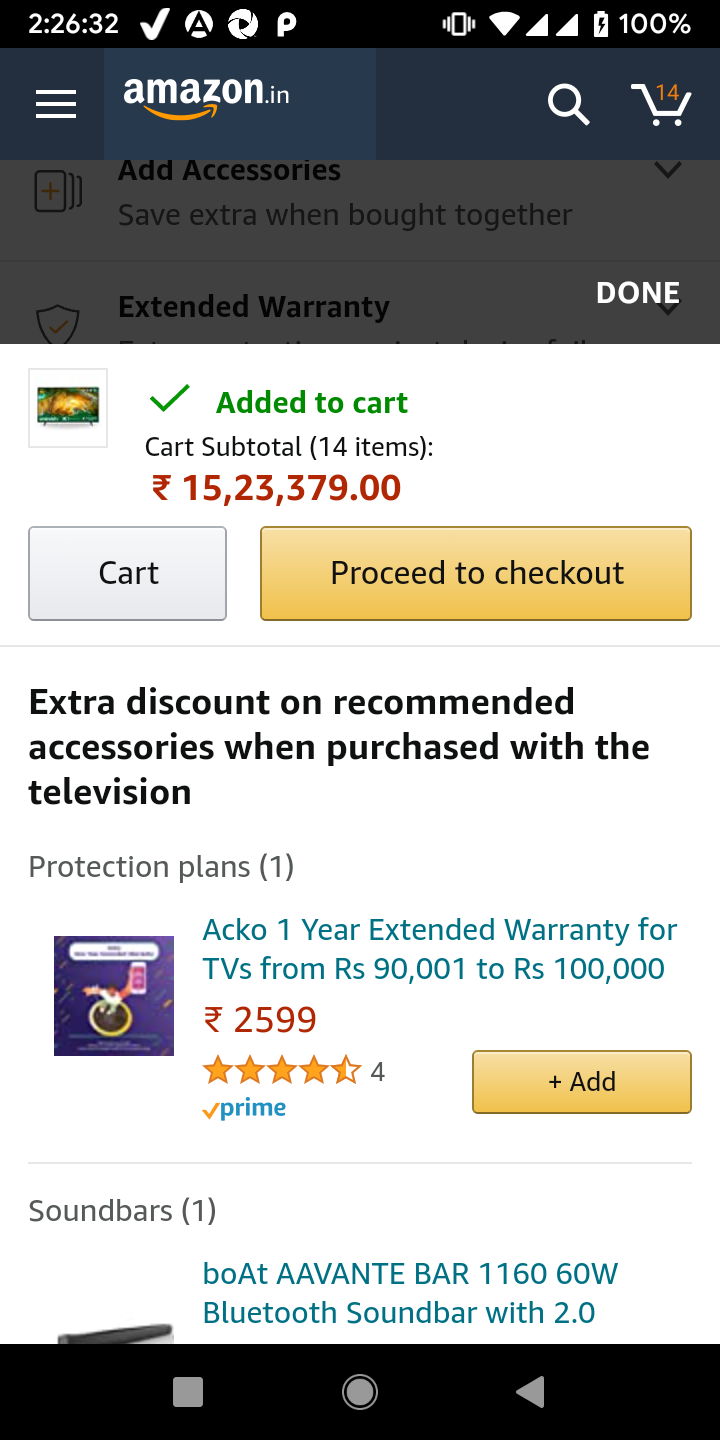 2:26:32 100%
amazon.in
14
Add Accessories
Save extra when bought together
Extended Warranty
DONE
Added to cart
Cart Subtotal (14 items):
₹ 15,23,379.00
Cart
Proceed to checkout
Extra discount on recommended
accessories when purchased with the
television
Protection plans (1)
Acko 1 Year Extended Warranty for
TVs from Rs 90,001 to Rs 100,000
₹ 2599
4
+ Add
prime
Soundbars (1)
boAt AAVANTE BAR 1160 60W
Bluetooth Soundbar with 2.0